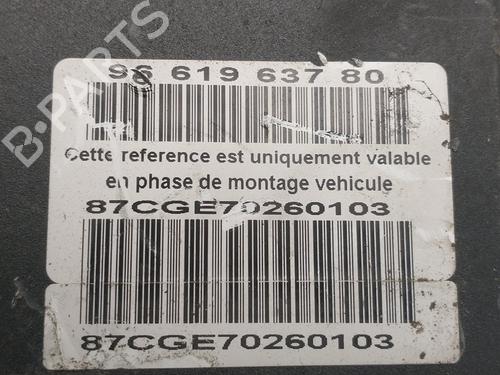 B-PARTS
96 619 637 80
Cette reference est uniquement valable
en phase de montage vehicule
87CGE70260103
87CGE70260103